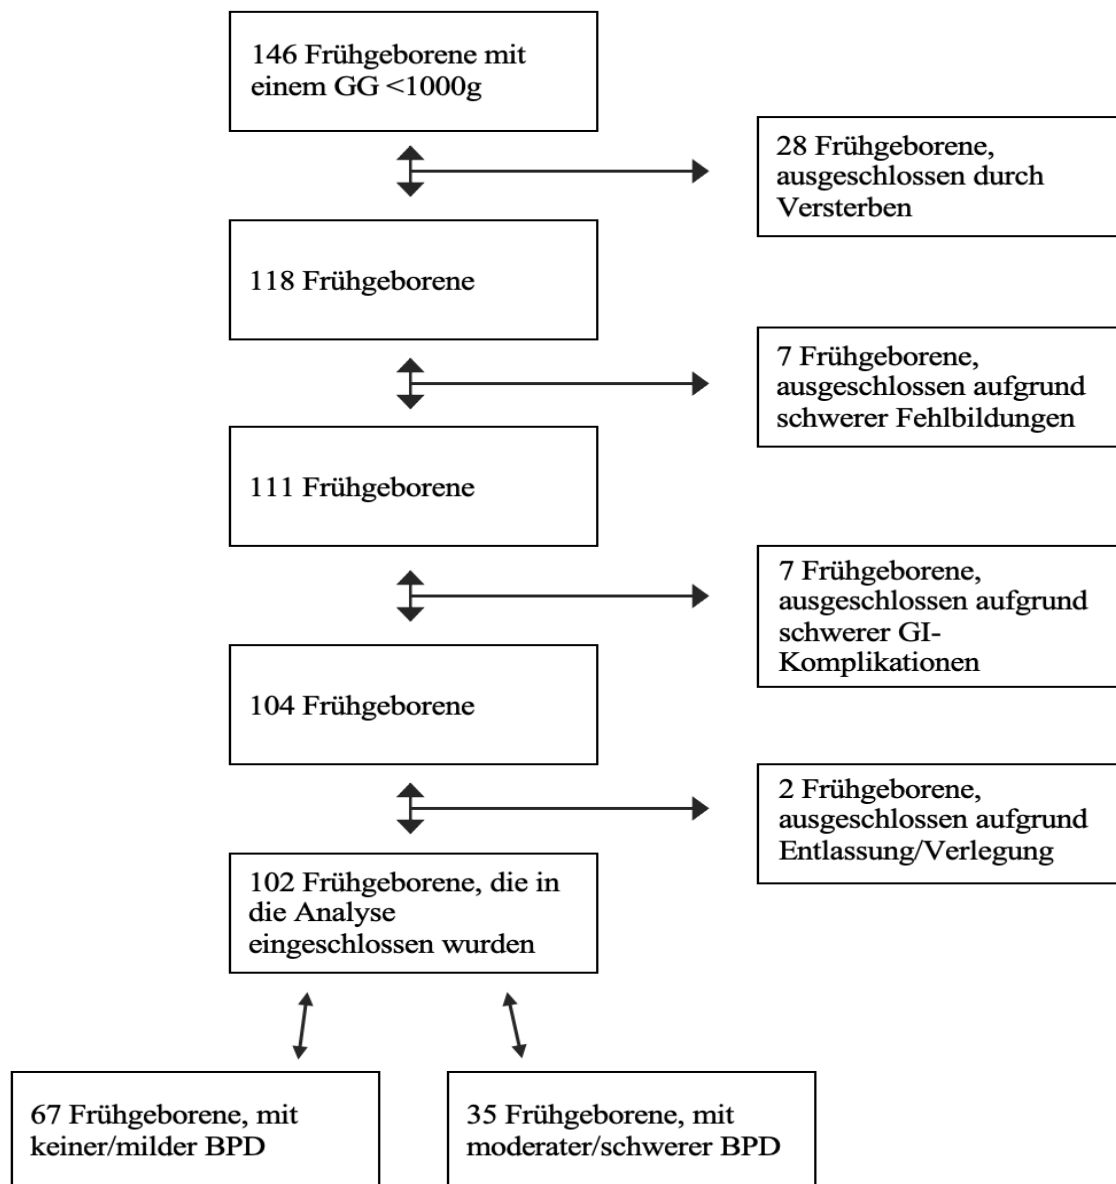 146 Frühgeborene mit
einem GG <1000g
28 Frühgeborene,
ausgeschlossen durch
Versterben
118 Frühgeborene
7 Frühgeborene,
ausgeschlossen aufgrund
schwerer Fehlbildungen
111 Frühgeborene
7 Frühgeborene,
ausgeschlossen aufgrund
schwerer GI-
Komplikationen
104 Frühgeborene
2 Frühgeborene,
ausgeschlossen aufgrund
Entlassung/Verlegung
102 Frühgeborene, die in
die Analyse
eingeschlossen wurden
67 Frühgeborene, mit
keiner/milder BPD
35 Frühgeborene, mit
moderater/schwerer BPD